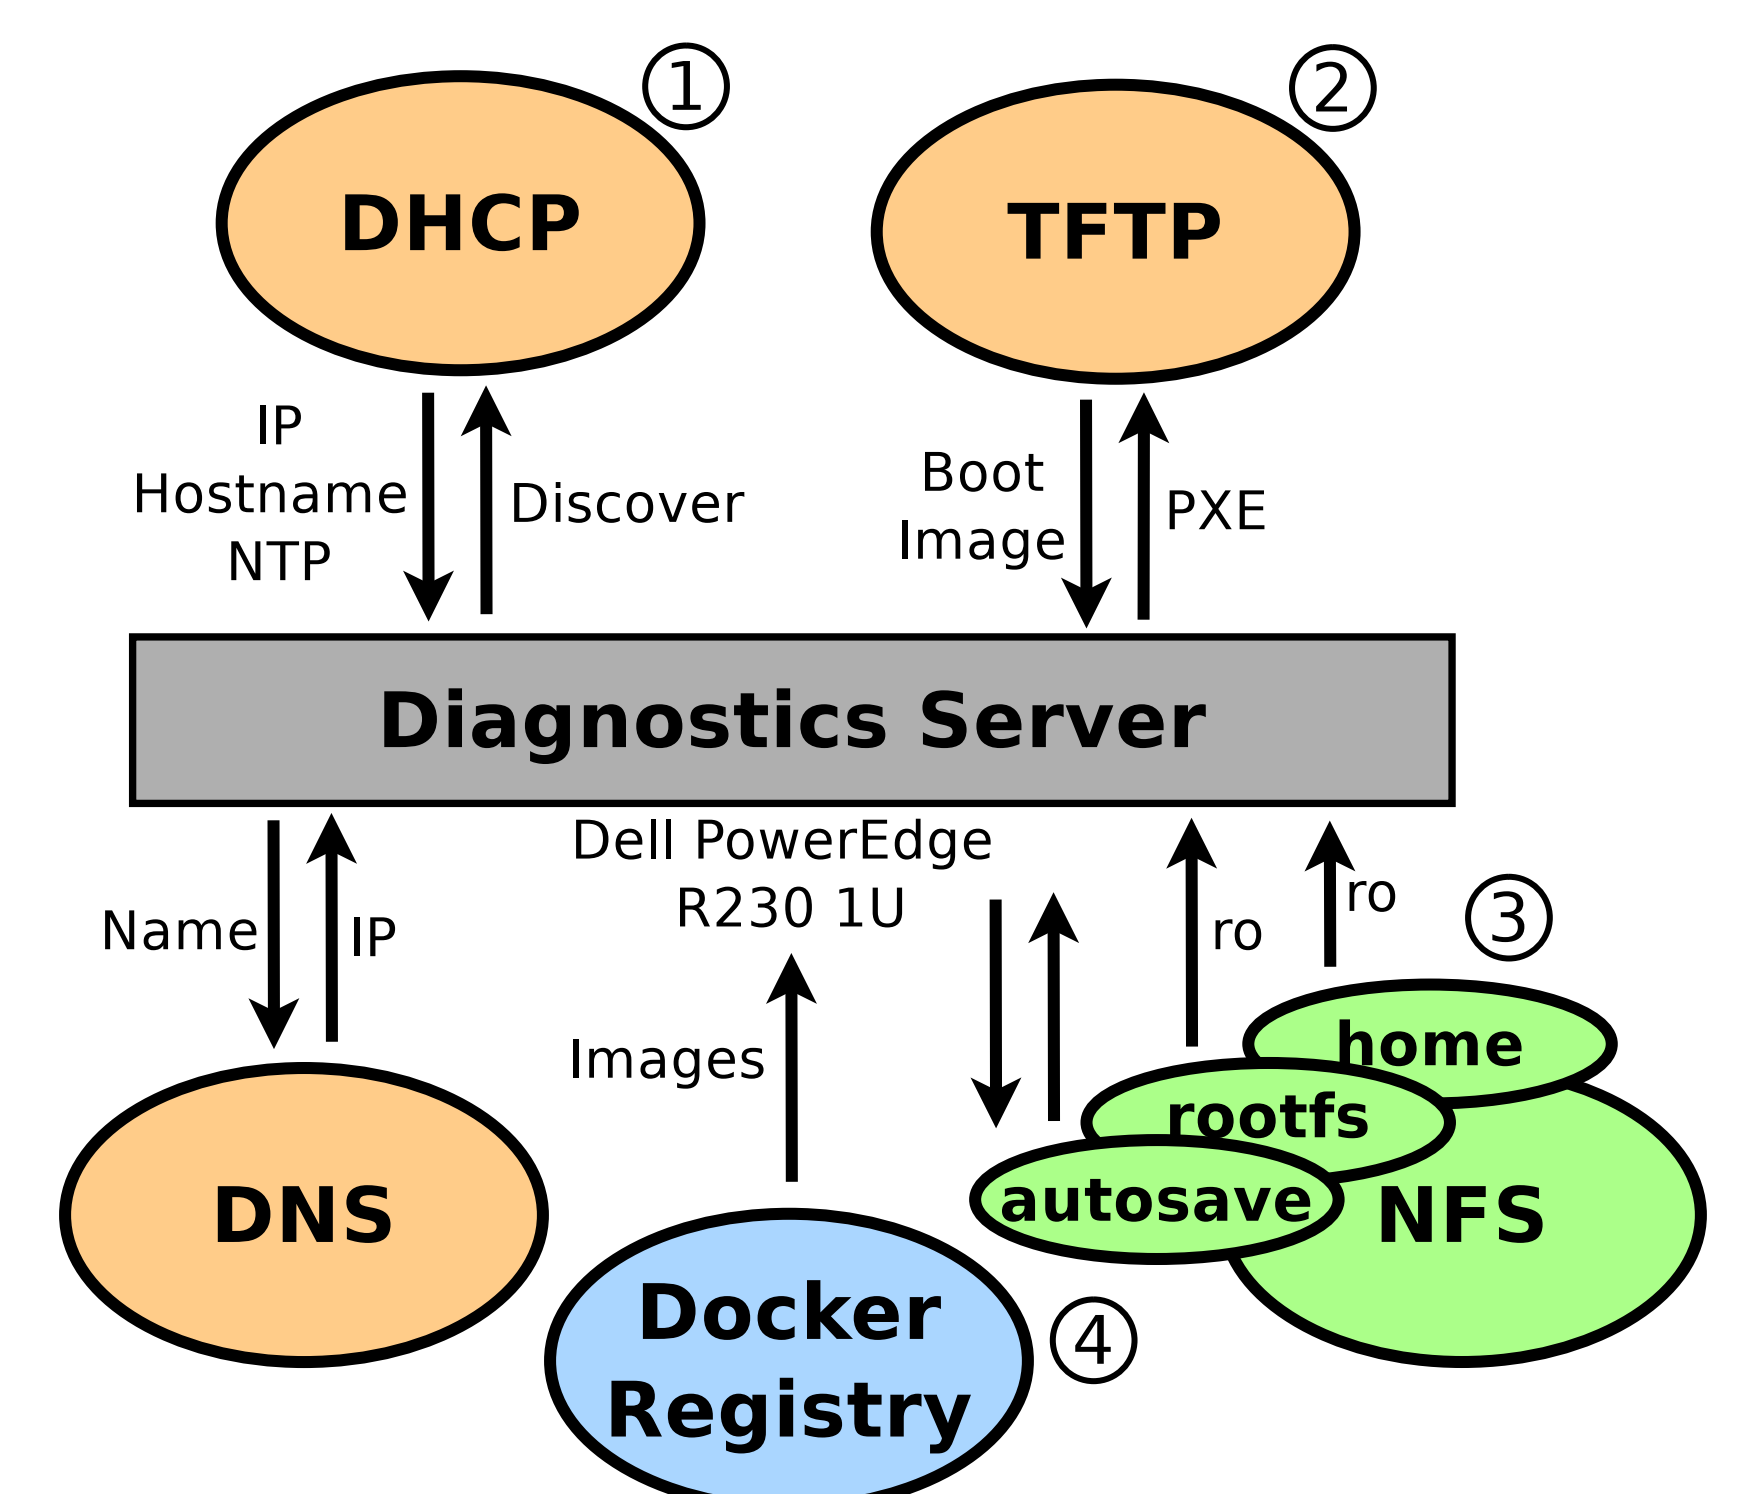 1
2
DHCP
TFTP
IP
Hostname
NTP
Discover
Boot
Image
PXE
Diagnostics Server
Dell PowerEdge
R230 1U
Name
IP
Images
ro
ro
3
home
rootfs
autosave
NFS
DNS
Docker
Registry
4